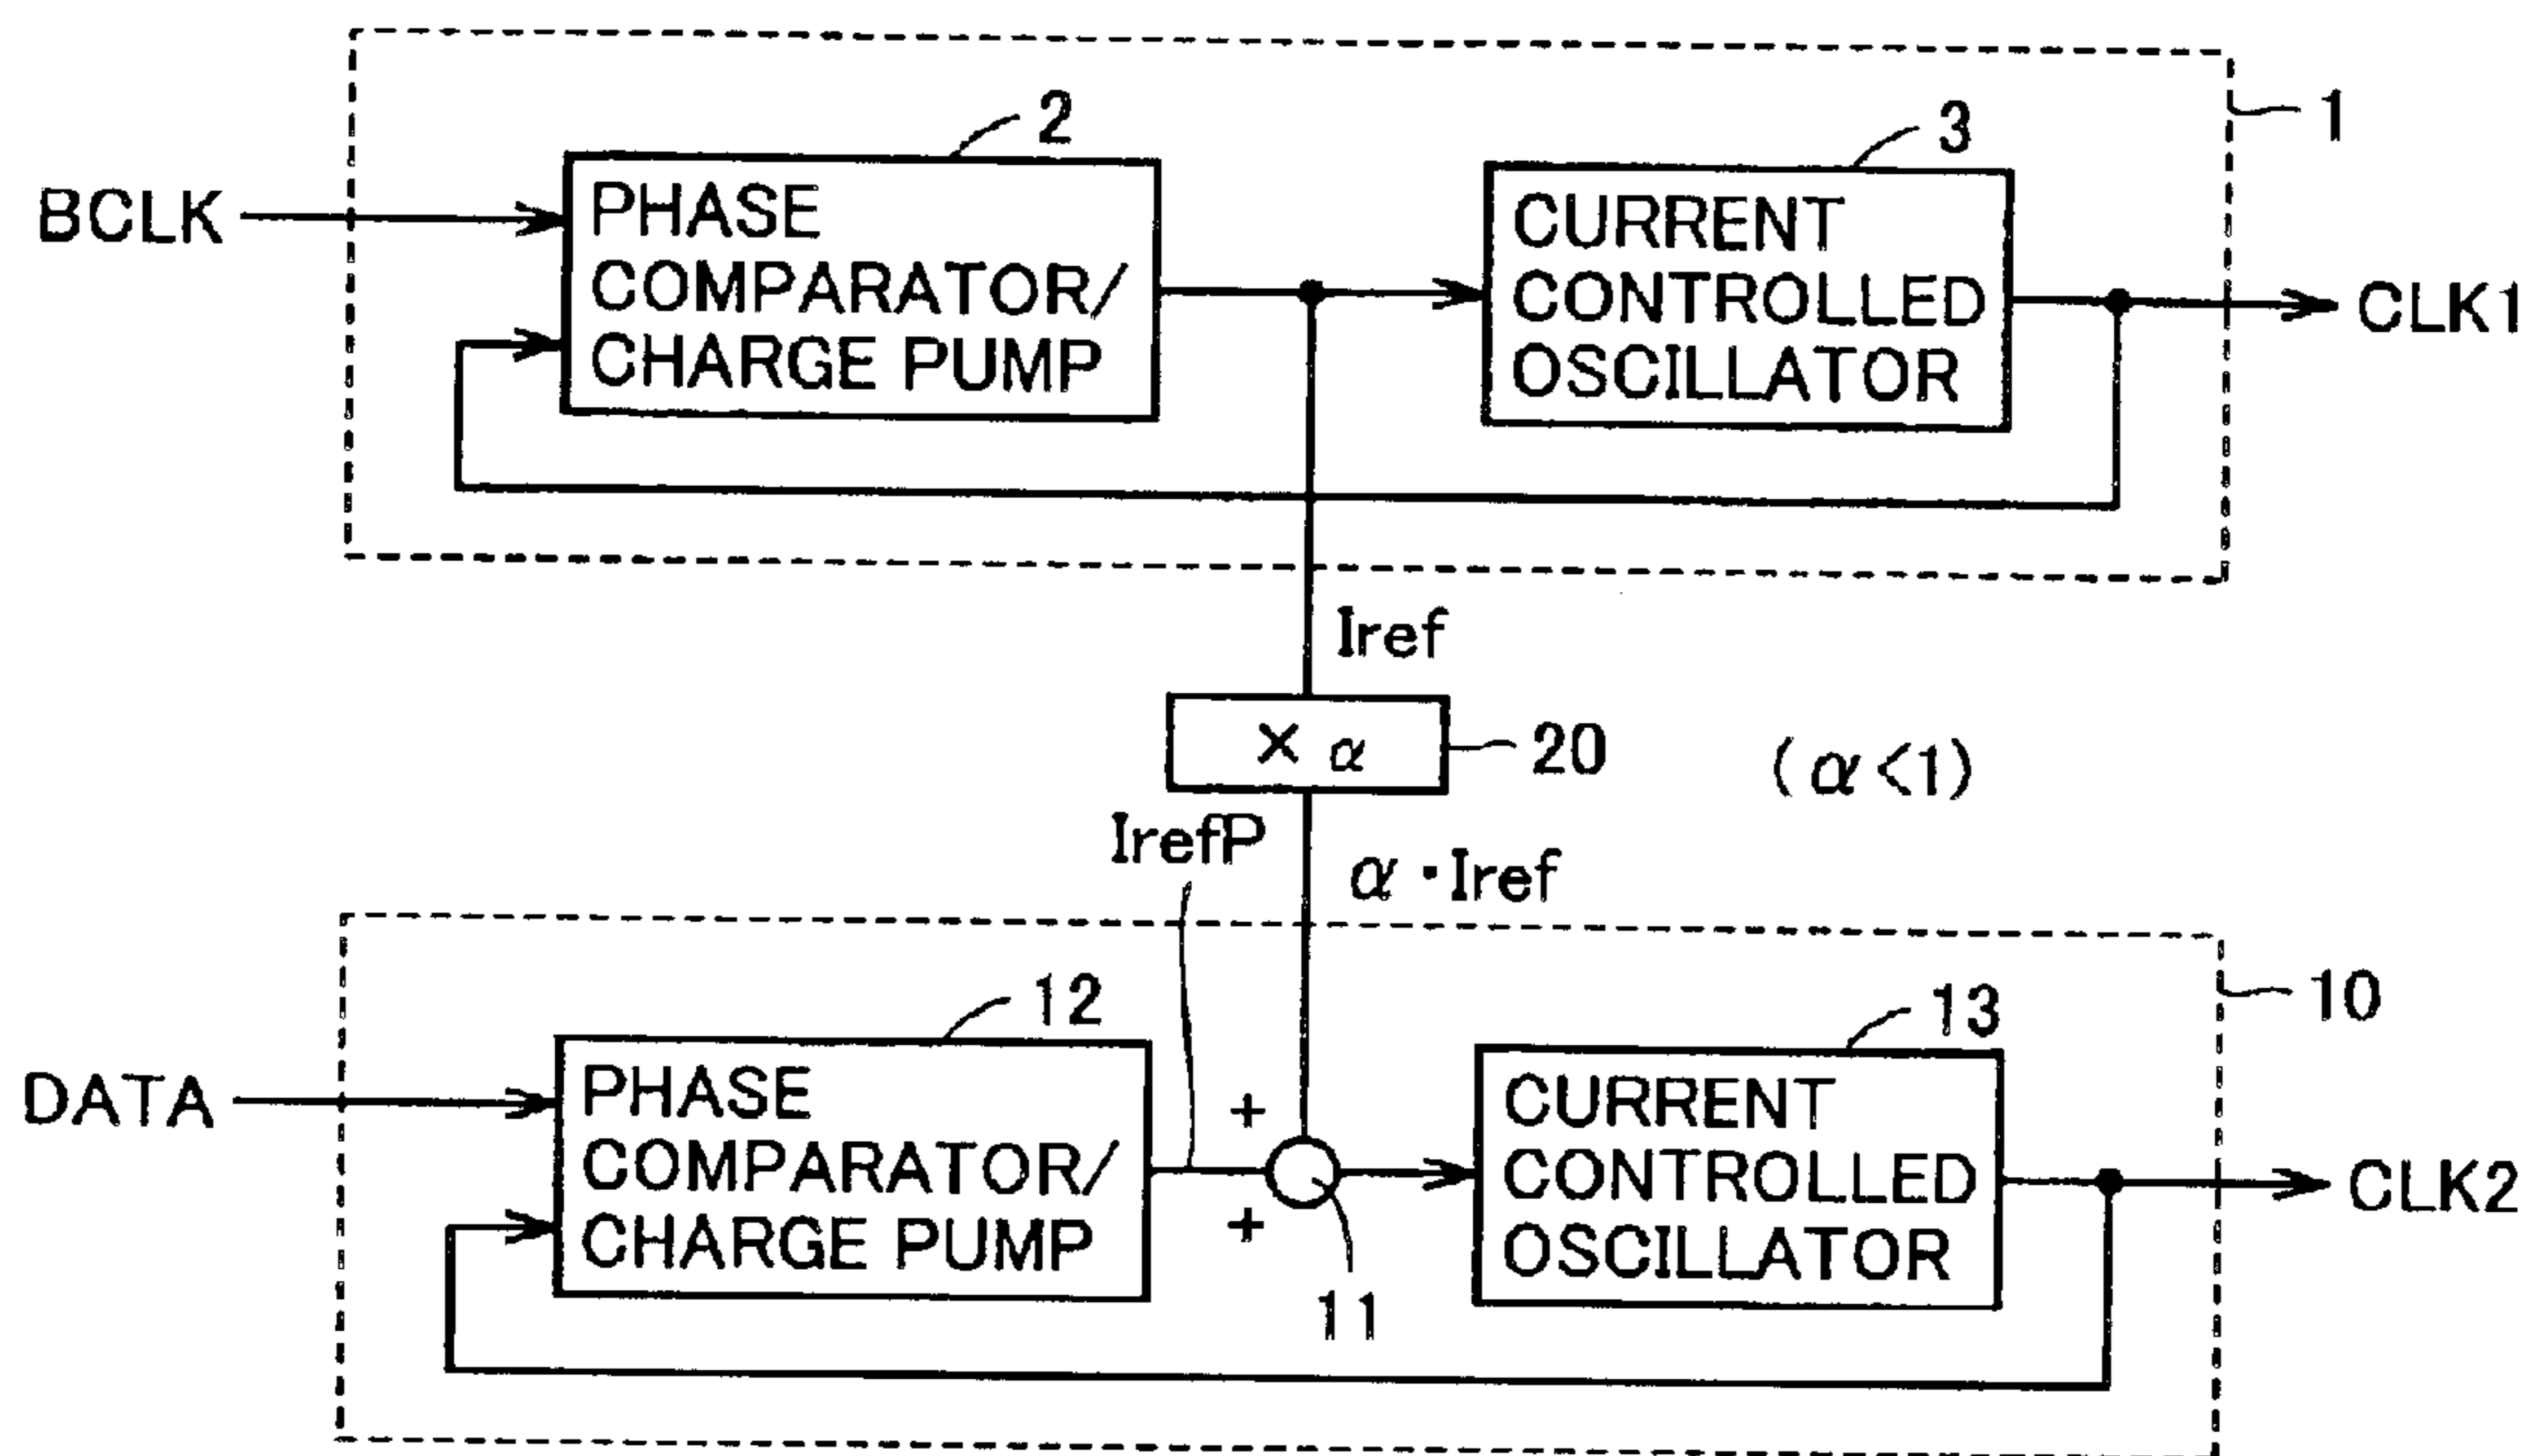 1
2
3
BCLK
PHASE
COMPARATOR/
CHARGE PUMP
CURRENT
CONTROLLED
OSCILLATOR
CLK1
Iref
× α
20
(α<1)
IrefP
α・Iref
10
12
13
DATA
PHASE
COMPARATOR/
CHARGE PUMP
+
+
11
CURRENT
CONTROLLED
OSCILLATOR
CLK2